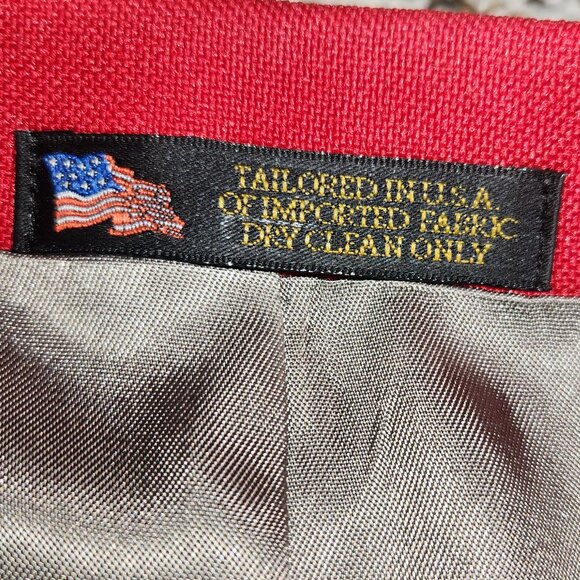 TAILORED IN U.S.A
OF IMPORTED FABRIC
DRY CLEAN ONLY